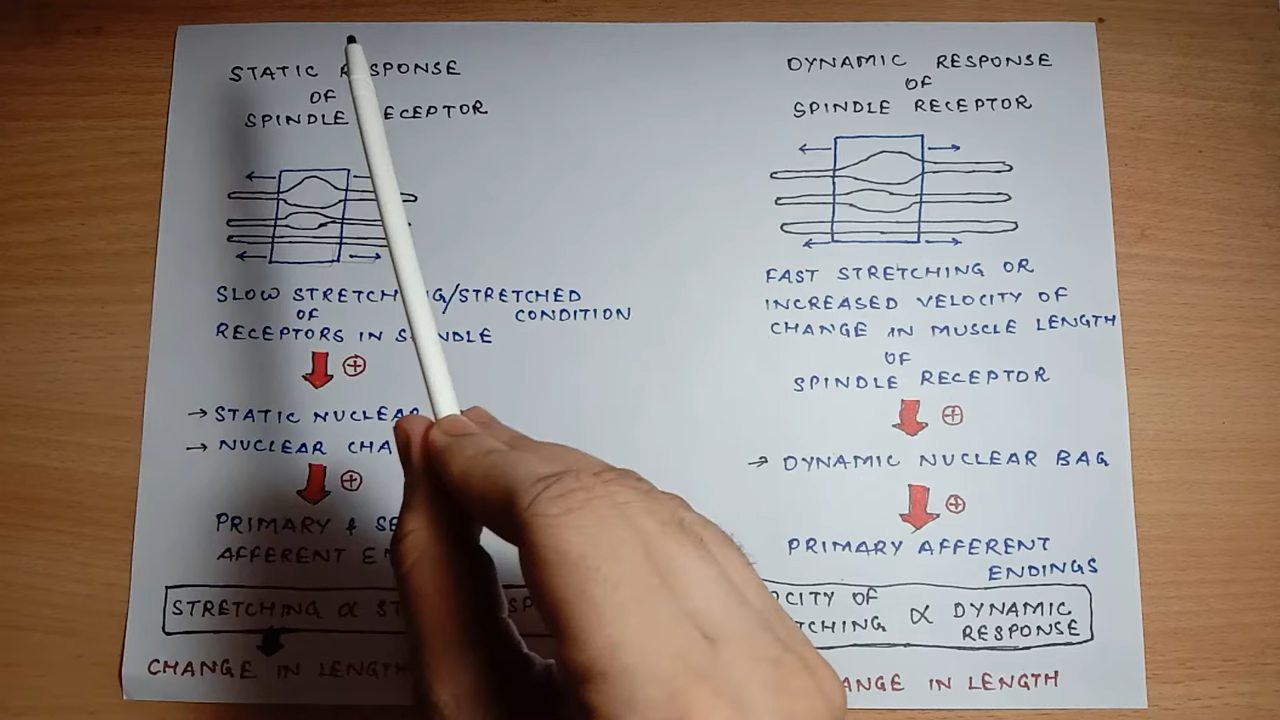 STATIC R SPONSE
OF
SPINDLE ECEPTOR
SLOW STRETCH G/STRETCHED
OF CONDITION
RECEPTORS IN S NDLE
+
→ STATIC NUCLEAR
→ NUCLEAR CHA
+
PRIMARY & SE
AFFERENT EN
STRETCHING ∝ ST SP
CHANGE IN LENGTH
DYNAMIC RESPONSE
OF
SPINDLE RECEPTOR
FAST STRETCHING OR
INCREASED VELOCITY OF
CHANGE IN MUSCLE LENGTH
OF
SPINDLE RECEPTOR
+
→ DYNAMIC NUCLEAR BAG
+
PRIMARY AFFERENT
ENDINGS
OCITY OF ∝ DYNAMIC
TCHING RESPONSE
ANGE IN LENGTH